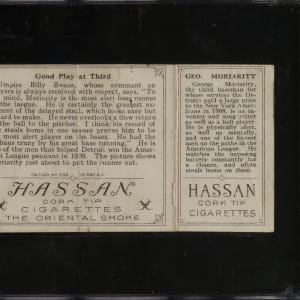 Good Play at Third
Umpire Billy Evans, whose comment on
yers is always received with respect, says, "To
mind, Moriarity is the most alert base runner
the league. He is certainly the greatest ex-
ent of the delayed steal, which looks easy but
ard to make. He never overlooks a slow return
the ball to the pitcher. I think his record of
steals home in one season proves him to be
most alert player on the bases. He had the
bans crazy by his great base running." He is
of the men that helped Detroit win the Amer-
League pennant in 1909. The picture shows
riarity just about to put the runner out.
HASSAN
CORK TIP
CIGARETTES
THE ORIENTAL SMOKE
GEO. MORIARITY
George Moriarity,
the third baseman for
whose services the De-
troits paid a large price
to the New York Amer-
icans in 1908, is an in-
ventor and song writer
as well as a ball player.
He is physically alert,
as well as mentally,
and one of the fastest
men on the paths in the
American League. He
watches the opposing
battery constantly for
a chance, and often
steals home on them.
HASSAN
CORK TIP
CIGARETTES